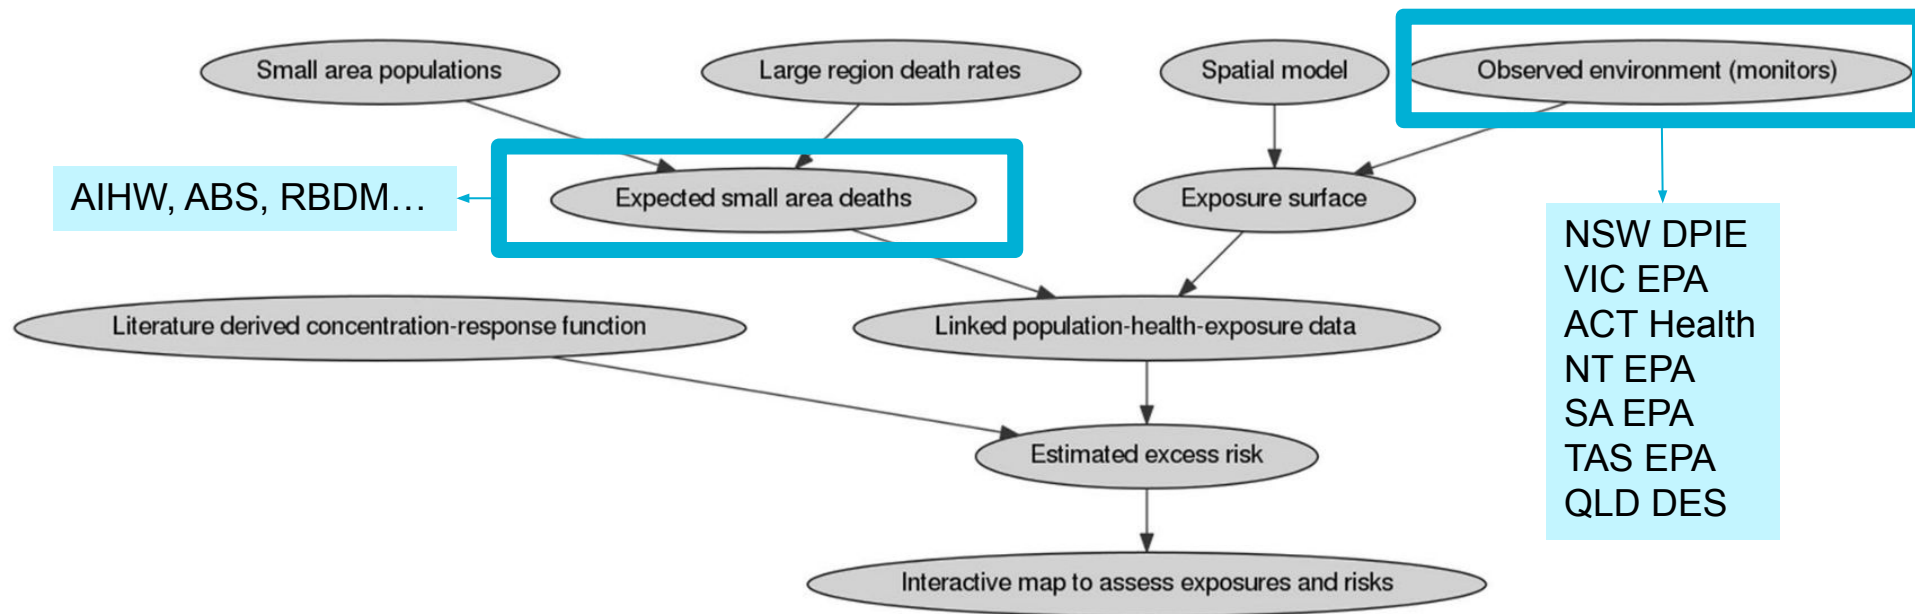 Small area populations
Large region death rates
Spatial model
Observed environment (monitors)
AIHW, ABS, RBDM…
Expected small area deaths
Exposure surface
NSW DPIE
VIC EPA
ACT Health
NT EPA
SA EPA
TAS EPA
QLD DES
Literature derived concentration-response function
Linked population-health-exposure data
Estimated excess risk
Interactive map to assess exposures and risks